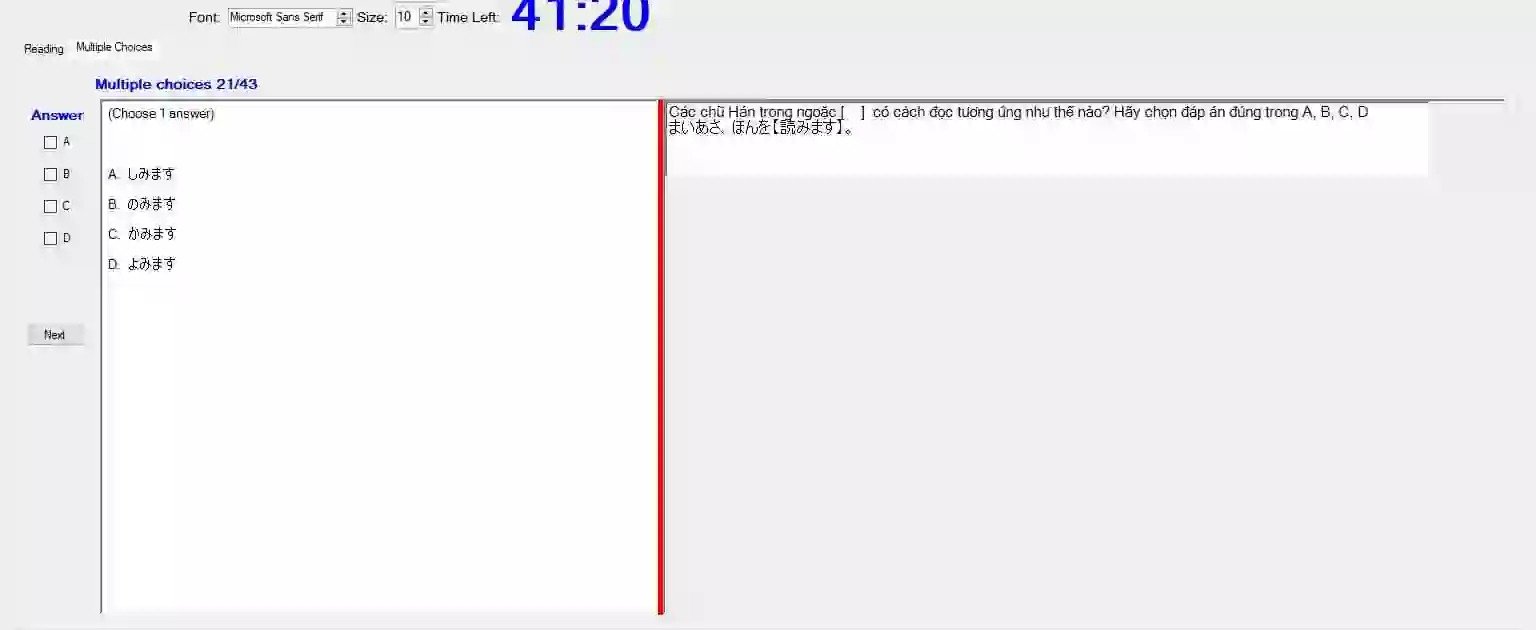 Font: Microsoft Sans Serif Size: 10 Time Left: 41:20
Reading Multiple Choices
Multiple choices 21/43
Answer
A
B
C
D
Next
(Choose 1 answer)
A. しみます
B. のみます
C. かみます
D. よみます
Các chữ Hán trong ngoặc [ ] có cách đọc tương ứng như thế nào? Hãy chọn đáp án đúng trong A, B, C, D
まいあさ、ほんを【読みます】。